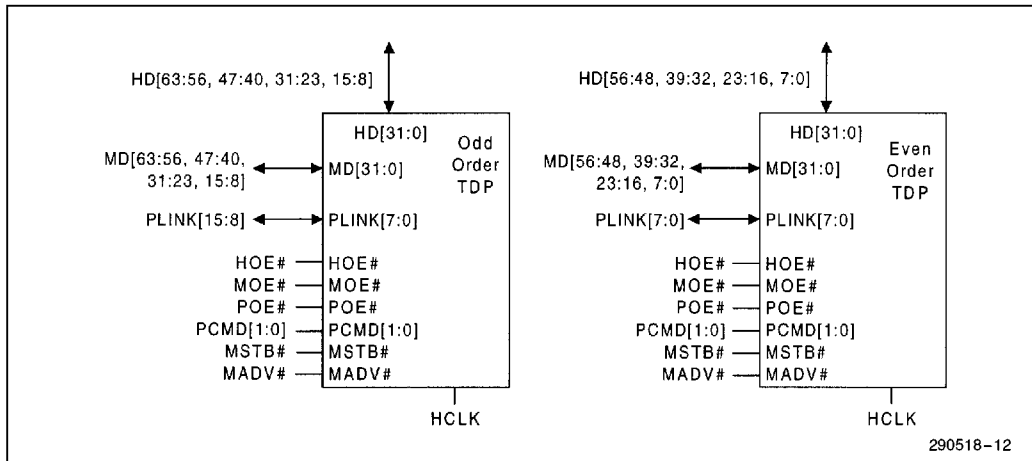 HD[63:56, 47:40, 31:23, 15:8]
HD[31:0]
Odd
Order
TDP
MD[63:56, 47:40,
31:23, 15:8]
MD[31:0]
PLINK[15:8]
PLINK[7:0]
HOE#
HOE#
MOE#
MOE#
POE#
POE#
PCMD[1:0]
PCMD[1:0]
MSTB#
MSTB#
MADV#
MADV#
HCLK
HD[56:48, 39:32, 23:16, 7:0]
HD[31:0]
Even
Order
TDP
MD[56:48, 39:32,
23:16, 7:0]
MD[31:0]
PLINK[7:0]
PLINK[7:0]
HOE#
HOE#
MOE#
MOE#
POE#
POE#
PCMD[1:0]
PCMD[1:0]
MSTB#
MSTB#
MADV#
MADV#
HCLK
290518-12